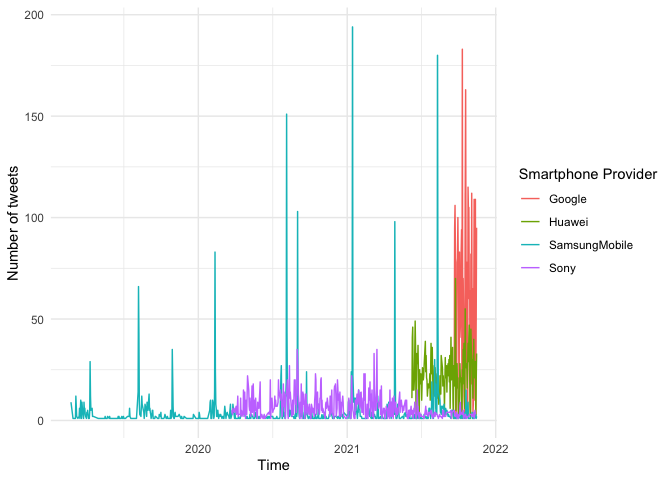 200
150
100
50
0
Number of tweets
2020
2021
2022
Time
Smartphone Provider
Google
Huawei
SamsungMobile
Sony